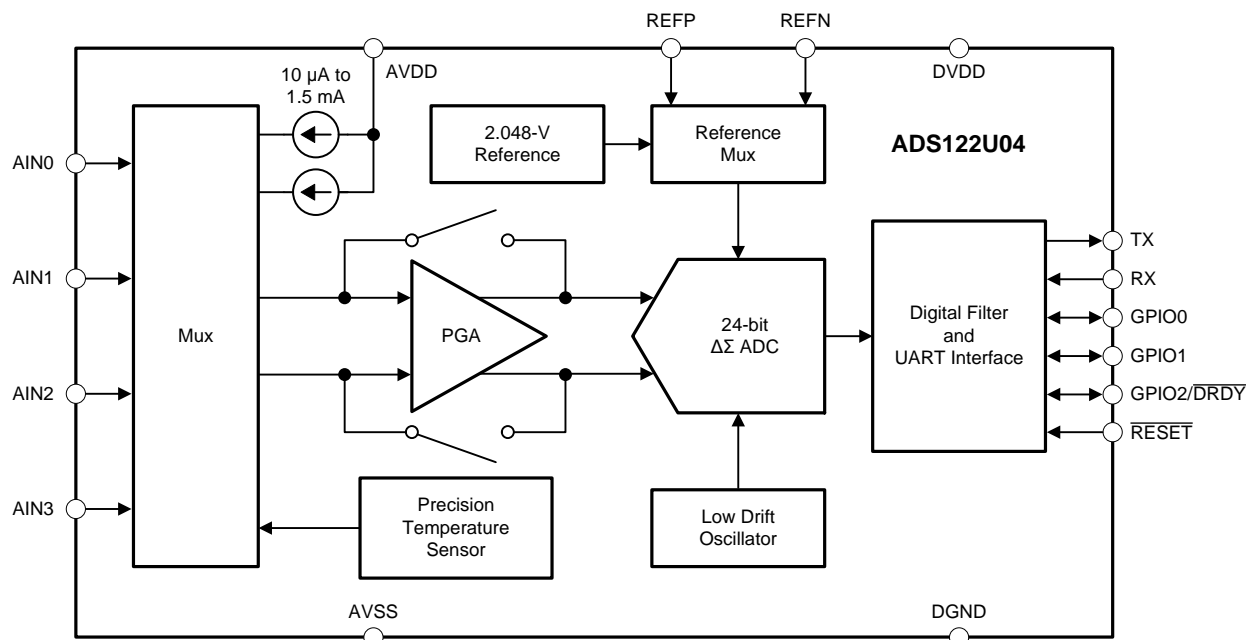 REFP
REFN
AVDD
DVDD
10 µA to
1.5 mA
2.048-V
Reference
Reference
Mux
ADS122U04
AIN0
AIN1
AIN2
AIN3
Mux
PGA
24-bit
ΔΣ ADC
Digital Filter
and
UART Interface
TX
RX
GPIO0
GPIO1
GPIO2/DRDY
RESET
Precision
Temperature
Sensor
Low Drift
Oscillator
AVSS
DGND